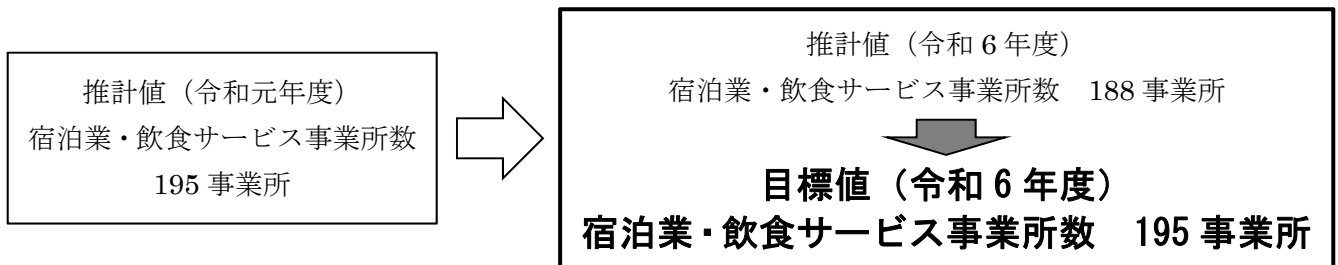 推計値（令和元年度）
宿泊業・飲食サービス事業所数
195 事業所
推計値（令和 6 年度）
宿泊業・飲食サービス事業所数　188 事業所
目標値（令和 6 年度）
宿泊業・飲食サービス事業所数　195 事業所